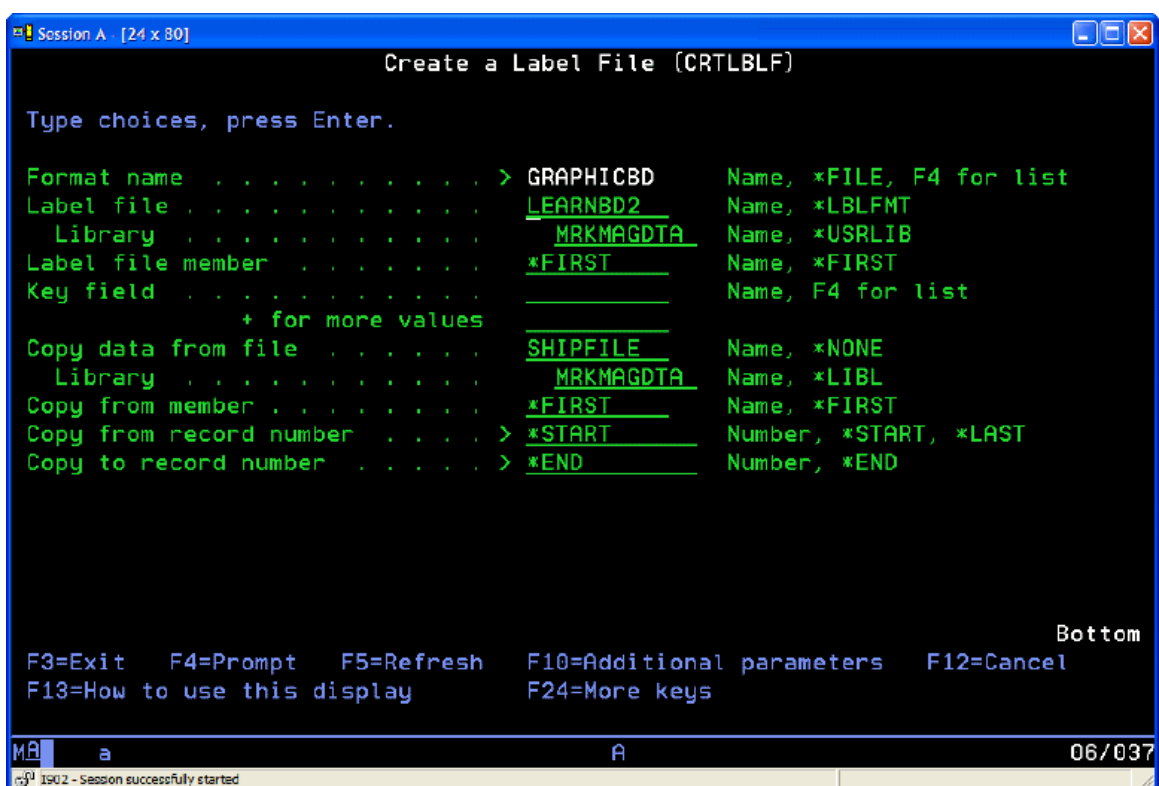 Session A - [24 x 80]
Create a Label File (CRTLBLF)
Type choices, press Enter.
Format name . . . . . . . . . . > GRAPHICBD Name, *FILE, F4 for list
Label file . . . . . . . . . . . LEARNBD2 Name, *LBLFMT
Library . . . . . . . . . . . MRKMAGDTA Name, *USRLIB
Label file member . . . . . . . *FIRST Name, *FIRST
Key field . . . . . . . . . . . Name, F4 for list
+ for more values
Copy data from file . . . . . . SHIPFILE Name, *NONE
Library . . . . . . . . . . . MRKMAGDTA Name, *LIBL
Copy from member . . . . . . . . *FIRST Name, *FIRST
Copy from record number . . . . > *START Number, *START, *LAST
Copy to record number . . . . . > *END Number, *END
Bottom
F3=Exit F4=Prompt F5=Refresh F10=Additional parameters F12=Cancel
F13=How to use this display F24=More keys
MA a A 06/037
I902 - Session successfully started